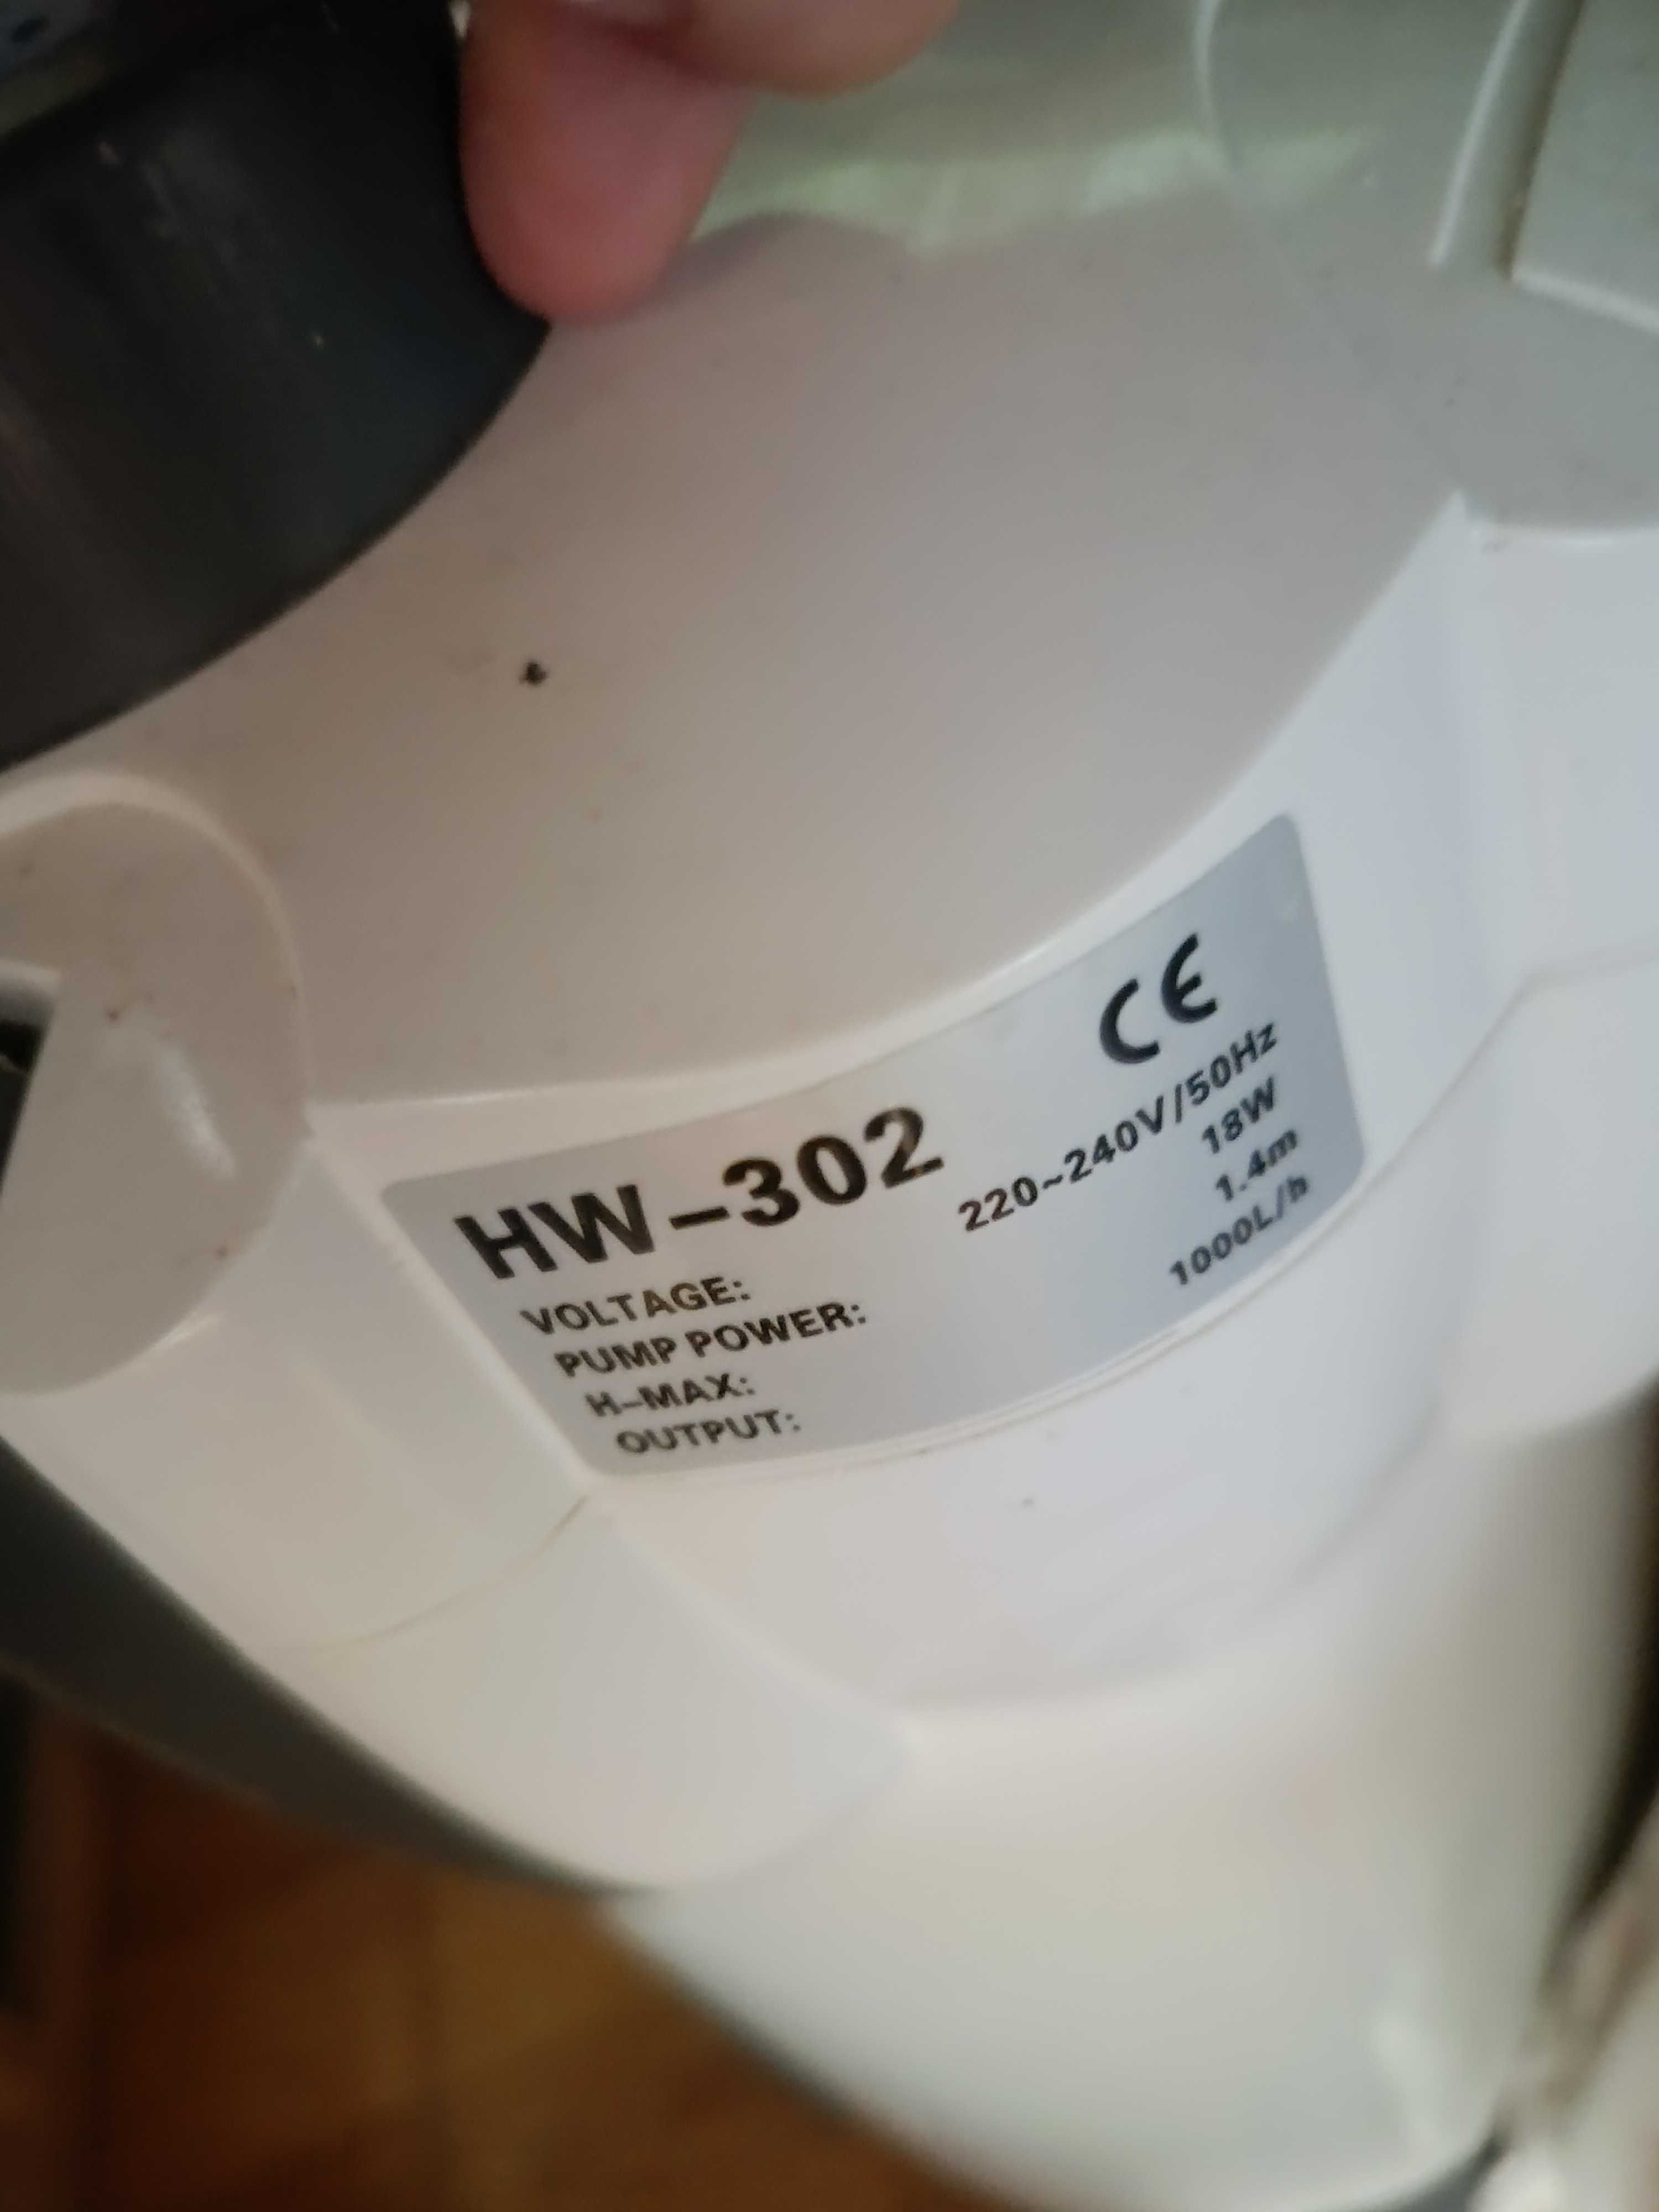 CE
HW-302
VOLTAGE: 220~240V/50Hz
PUMP POWER: 18W
H-MAX: 1.4m
OUTPUT: 1000L/h